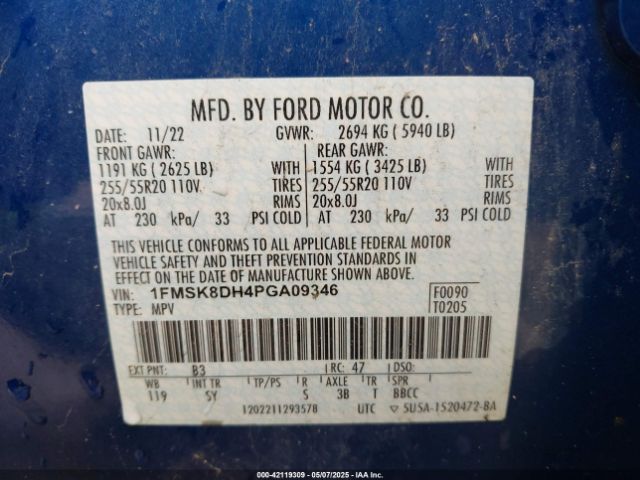 MFD. BY FORD MOTOR CO.
DATE: 11/22 GVWR: 2694 KG ( 5940 LB)
FRONT GAWR: REAR GAWR:
1191 KG ( 2625 LB) WITH 1554 KG ( 3425 LB) WITH
255/55R20 110V TIRES 255/55R20 110V TIRES
20x8.0J RIMS 20x8.0J RIMS
AT 230 kPa/ 33 PSI COLD AT 230 kPa/ 33 PSI COLD
THIS VEHICLE CONFORMS TO ALL APPLICABLE FEDERAL MOTOR
VEHICLE SAFETY AND THEFT PREVENTION STANDARDS IN
EFFECT ON THE DATE OF MANUFACTURE SHOWN ABOVE.
VIN: 1FMSK8DH4PGA09346 F0090
TYPE: MPV T0205
EXT PNT: B3 RC: 47 DSO:
WB INT TR TP/PS R AXLE TR SPR
119 SY S 3B T BBCC
1202211293578 UTC ▽ 5USA-1520472-BA
000-42119309 - 05/07/2025 - IAA Inc.